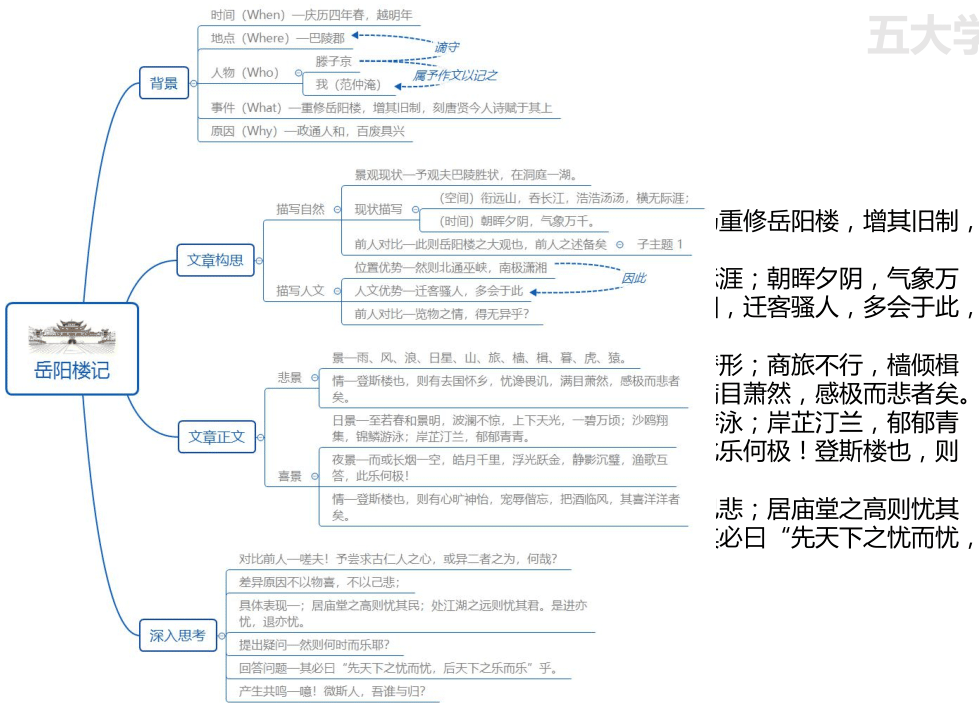 五大学
时间（When）—庆历四年春，越明年
地点（Where）—巴陵郡
谪守
人物（Who）
滕子京
属予作文以记之
我（范仲淹）
背景
事件（What）—重修岳阳楼，增其旧制，刻唐贤今人诗赋于其上
原因（Why）—政通人和，百废具兴
景观现状—予观夫巴陵胜状，在洞庭一湖。
描写自然
现状描写
（空间）衔远山，吞长江，浩浩汤汤，横无际涯；
（时间）朝晖夕阴，气象万千。
前人对比—此则岳阳楼之大观也，前人之述备矣
子主题 1
文章构思
位置优势—然则北通巫峡，南极潇湘
因此
描写人文
人文优势—迁客骚人，多会于此
前人对比—览物之情，得无异乎？
岳阳楼记
景—雨、风、浪、日星、山、旅、樯、楫、暮、虎、猿。
悲景
情—登斯楼也，则有去国怀乡，忧谗畏讥，满目萧然，感极而悲者
矣。
文章正文
日景—至若春和景明，波澜不惊，上下天光，一碧万顷；沙鸥翔
集，锦鳞游泳；岸芷汀兰，郁郁青青。
喜景
夜景—而或长烟一空，皓月千里，浮光跃金，静影沉璧，渔歌互
答，此乐何极！
情—登斯楼也，则有心旷神怡，宠辱偕忘，把酒临风，其喜洋洋者
矣。
对比前人—嗟夫！予尝求古仁人之心，或异二者之为，何哉？
差异原因不以物喜，不以己悲；
具体表现—；居庙堂之高则忧其民；处江湖之远则忧其君。是进亦
忧，退亦忧。
深入思考
提出疑问—然则何时而乐耶？
回答问题—其必曰“先天下之忧而忧，后天下之乐而乐”乎。
产生共鸣—噫！微斯人，吾谁与归？
重修岳阳楼，增其旧制，
涯；朝晖夕阴，气象万
，迁客骚人，多会于此，
形；商旅不行，樯倾楫
目萧然，感极而悲者矣。
泳；岸芷汀兰，郁郁青
乐何极！登斯楼也，则
悲；居庙堂之高则忧其
必曰“先天下之忧而忧，